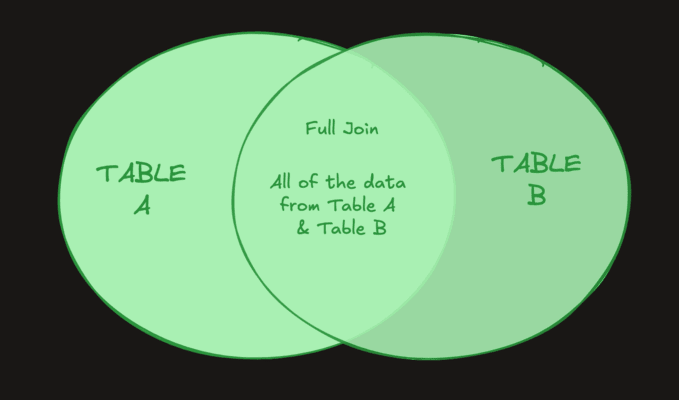 TABLE
A
Full Join
All of the data
from Table A
& Table B
TABLE
B